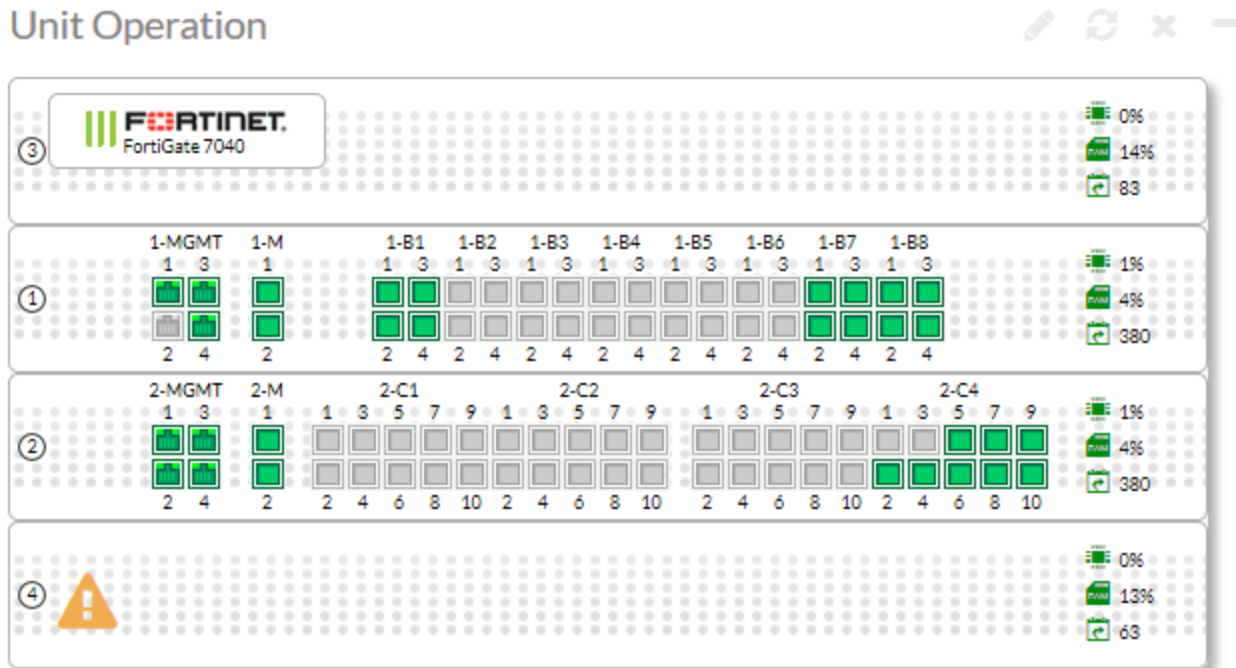 Unit Operation
FORTINET.
FortiGate 7040
3
0%
RAM 14%
83
1-MGMT 1-M 1-B1 1-B2 1-B3 1-B4 1-B5 1-B6 1-B7 1-B8
1 3 1 1 3 1 3 1 3 1 3 1 3 1 3 1 3 1 3
1
1%
RAM 4%
380
2 4 2 2 4 2 4 2 4 2 4 2 4 2 4 2 4 2 4
2-MGMT 2-M 2-C1 2-C2 2-C3 2-C4
1 3 1 1 3 5 7 9 1 3 5 7 9 1 3 5 7 9 1 3 5 7 9
2
1%
RAM 4%
380
2 4 2 2 4 6 8 10 2 4 6 8 10 2 4 6 8 10 2 4 6 8 10
4
0%
RAM 13%
63